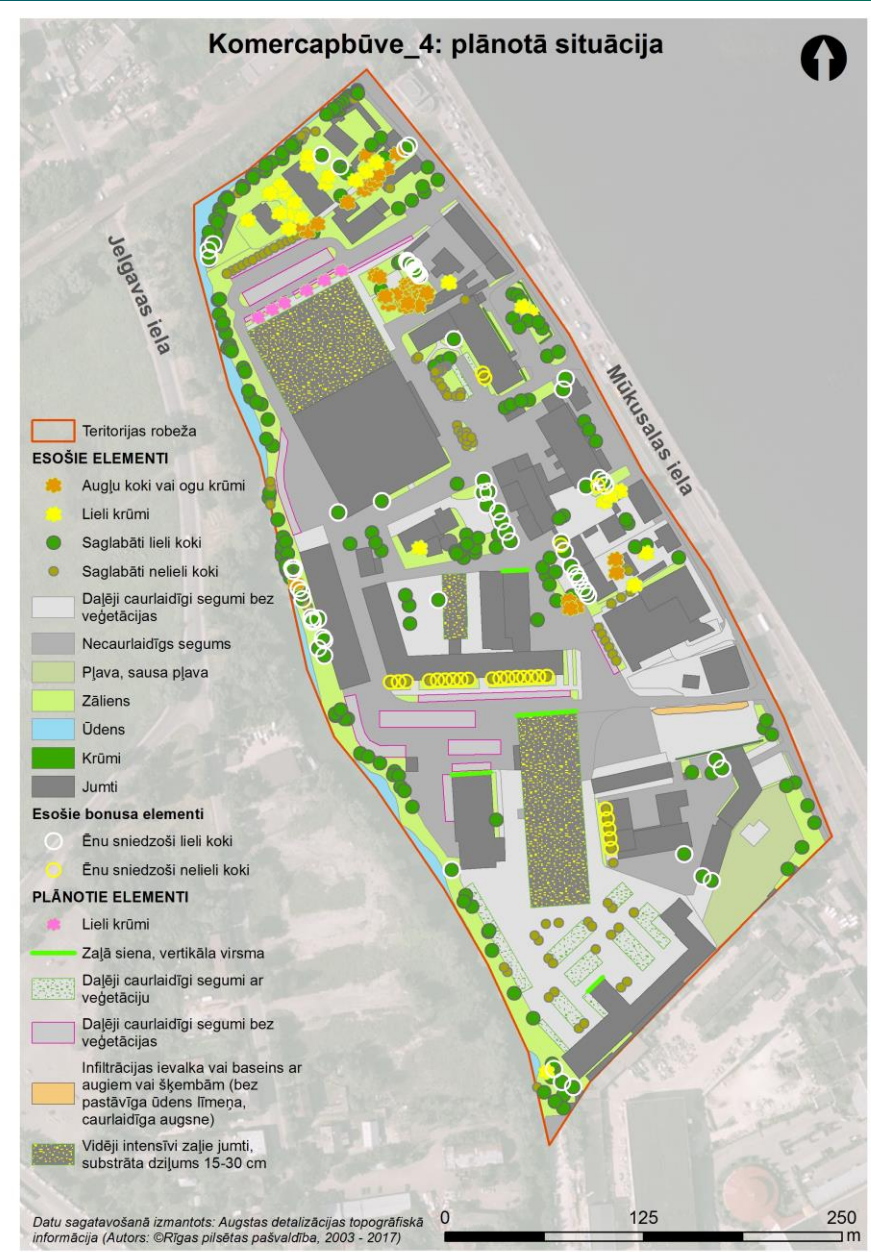 Komercapbūve_4: plānotā situācija
Jelgavas iela
Mūkusalas iela
Teritorijas robeža
ESOŠIE ELEMENTI
Augļu koki vai ogu krūmi
Lieli krūmi
Saglabāti lieli koki
Saglabāti nelieli koki
Daļēji caurlaidīgi segumi bez
veģetācijas
Necaurlaidīgs segums
Pļava, sausa pļava
Zāliens
Ūdens
Krūmi
Jumti
Esošie bonusa elementi
Ēnu sniedzoši lieli koki
Ēnu sniedzoši nelieli koki
PLĀNOTIE ELEMENTI
Lieli krūmi
Zaļā siena, vertikāla virsma
Daļēji caurlaidīgi segumi ar
veģetāciju
Daļēji caurlaidīgi segumi bez
veģetācijas
Infiltrācijas ievalka vai baseins ar
augiem vai šķembām (bez
pastāvīga ūdens līmeņa,
caurlaidīga augsne)
Vidēji intensīvi zaļie jumti,
substrāta dziļums 15-30 cm
Datu sagatavošanā izmantots: Augstas detalizācijas topogrāfiskā
informācija (Autors: ©Rīgas pilsētas pašvaldība, 2003 - 2017)
0 125 250
m